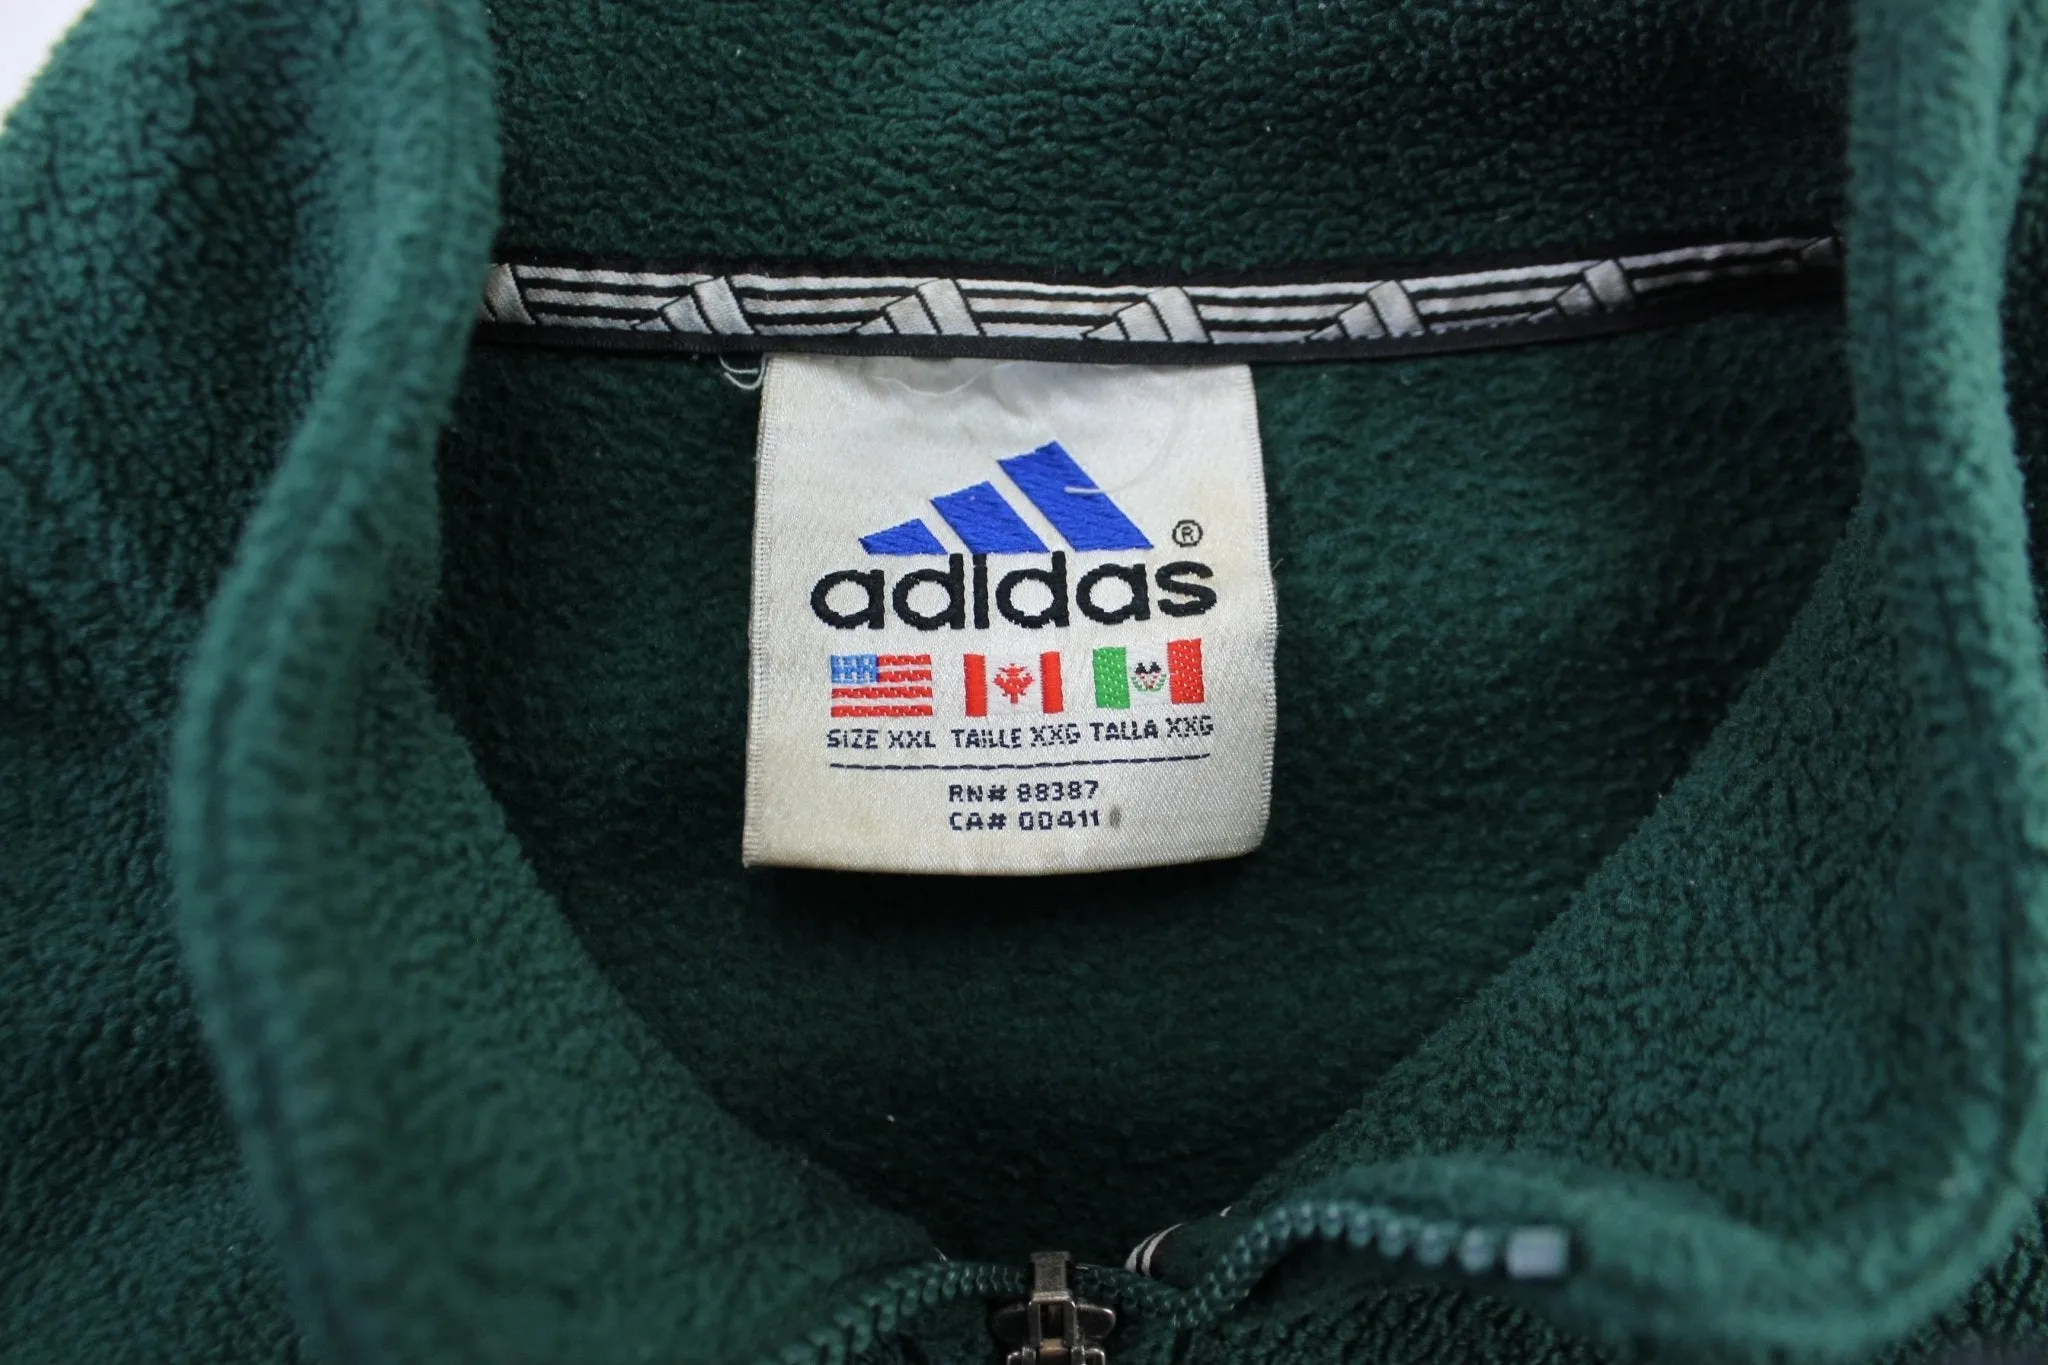 ®
adidas
SIZE XXL TAILLE XXG TALLA XXG
RN# 88387
CA# 00411